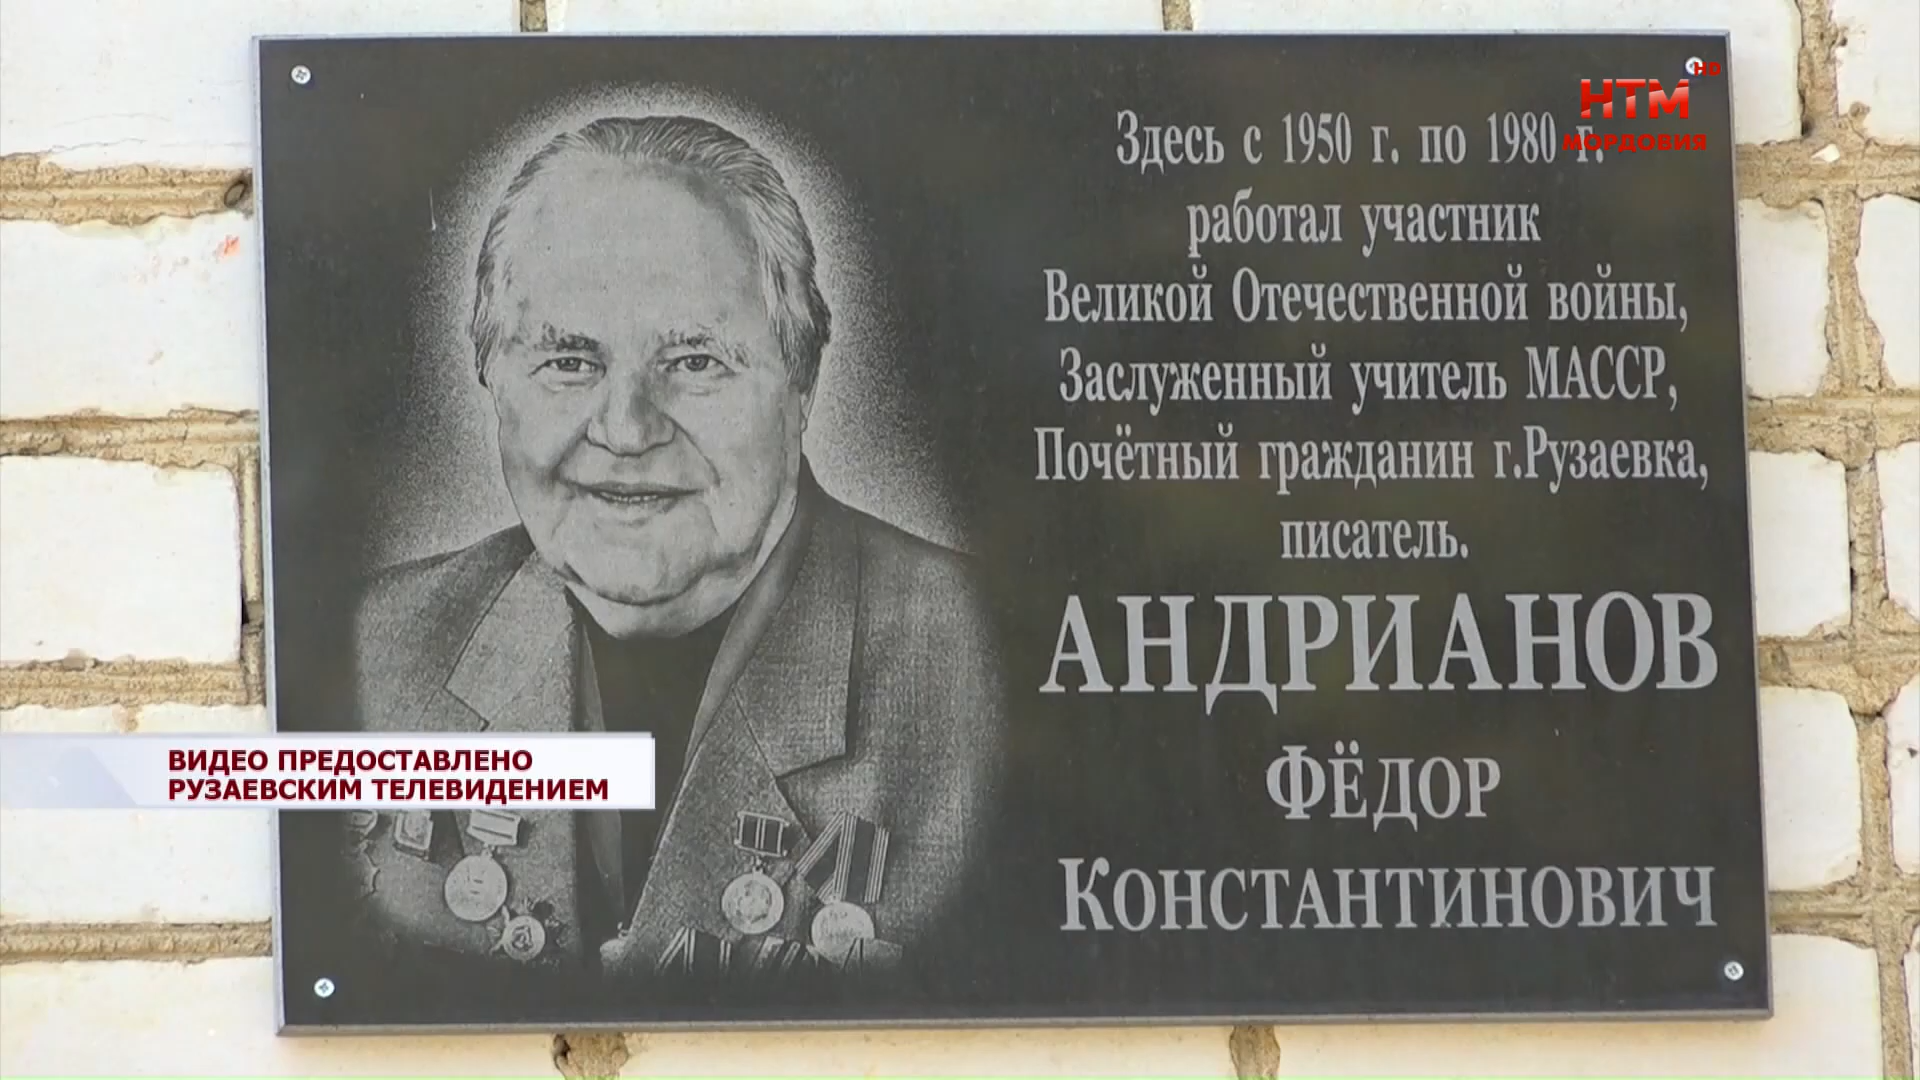 Здесь с 1950 г. по 1980 г.
работал участник
Великой Отечественной войны,
Заслуженный учитель МАССР,
Почётный гражданин г.Рузаевка,
писатель.
АНДРИАНОВ
ФЁДОР
КОНСТАНТИНОВИЧ
HD
НТМ
МОРДОВИЯ
ВИДЕО ПРЕДОСТАВЛЕНО
РУЗАЕВСКИМ ТЕЛЕВИДЕНИЕМ